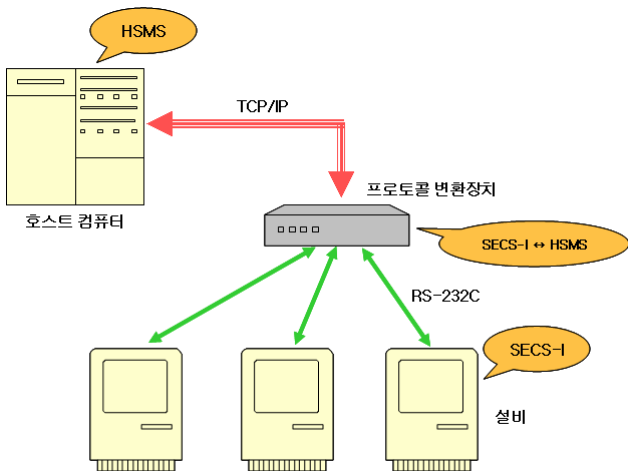 HSMS
TCP/IP
프로토콜 변환장치
호스트 컴퓨터
SECS-I ↔ HSMS
RS-232C
SECS-I
설비